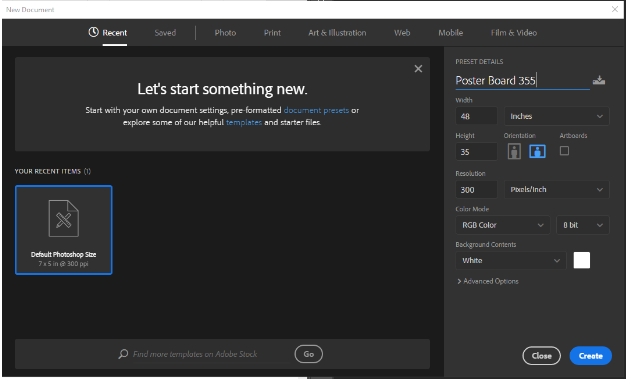 New Document
Recent Saved Photo Print Art & Illustration Web Mobile Film & Video
Let's start something new.
Start with your own document settings, pre-formatted document presets or
explore some of our helpful templates and starter files.
YOUR RECENT ITEMS (1)
Default Photoshop Size
7 x 5 in @ 300 ppi
Find more templates on Adobe Stock
Go
PRESET DETAILS
Poster Board 355
Width
48 Inches
Height Orientation Artboards
35
Resolution
300 Pixels/Inch
Color Mode
RGB Color 8 bit
Background Contents
White
Advanced Options
Close Create